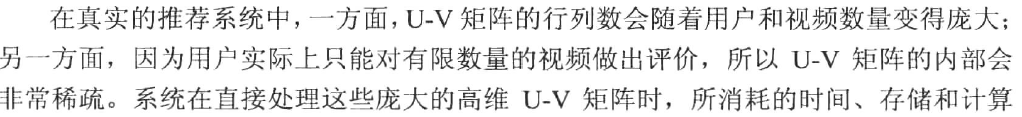 在真实的推荐系统中，一方面，U-V 矩阵的行列数会随着用户和视频数量变得庞大；
另一方面，因为用户实际上只能对有限数量的视频做出评价，所以 U-V 矩阵的内部会
非常稀疏。系统在直接处理这些庞大的高维 U-V 矩阵时，所消耗的时间、存储和计算